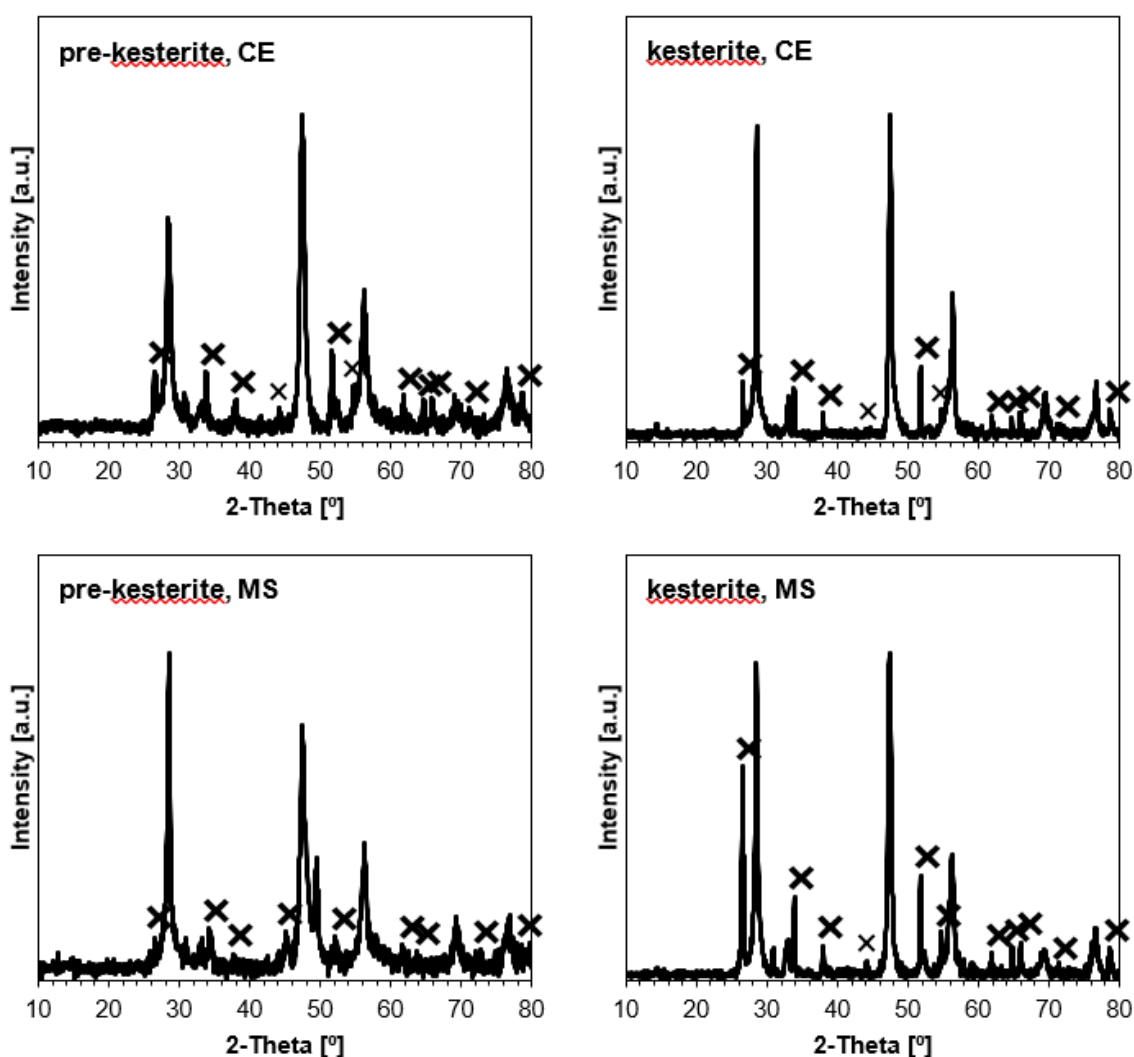 pre-kesterite, CE
Intensity [a.u.]
10 20 30 40 50 60 70 80
2-Theta [º]
kesterite, CE
Intensity [a.u.]
10 20 30 40 50 60 70 80
2-Theta [º]
pre-kesterite, MS
Intensity [a.u.]
10 20 30 40 50 60 70 80
2-Theta [º]
kesterite, MS
Intensity [a.u.]
10 20 30 40 50 60 70 80
2-Theta [º]